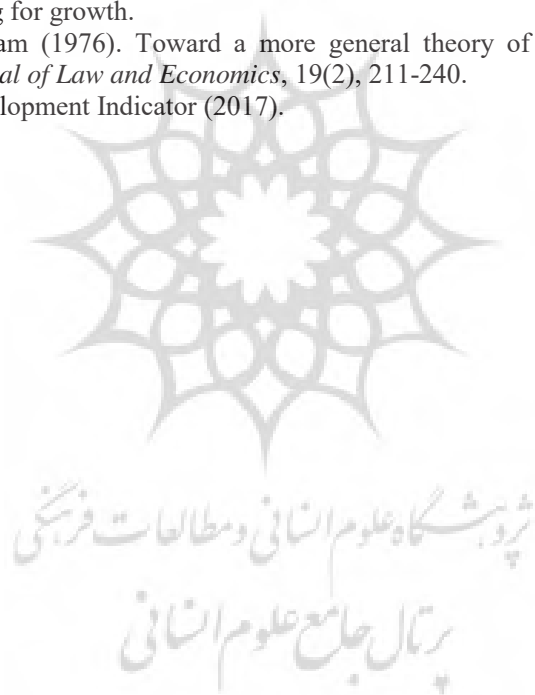 g for growth.
am (1976). Toward a more general theory of
al of Law and Economics, 19(2), 211-240.
lopment Indicator (2017).
پژوهشگاه علوم انسانی و مطالعات فرهنگی
پرتال جامع علوم انسانی